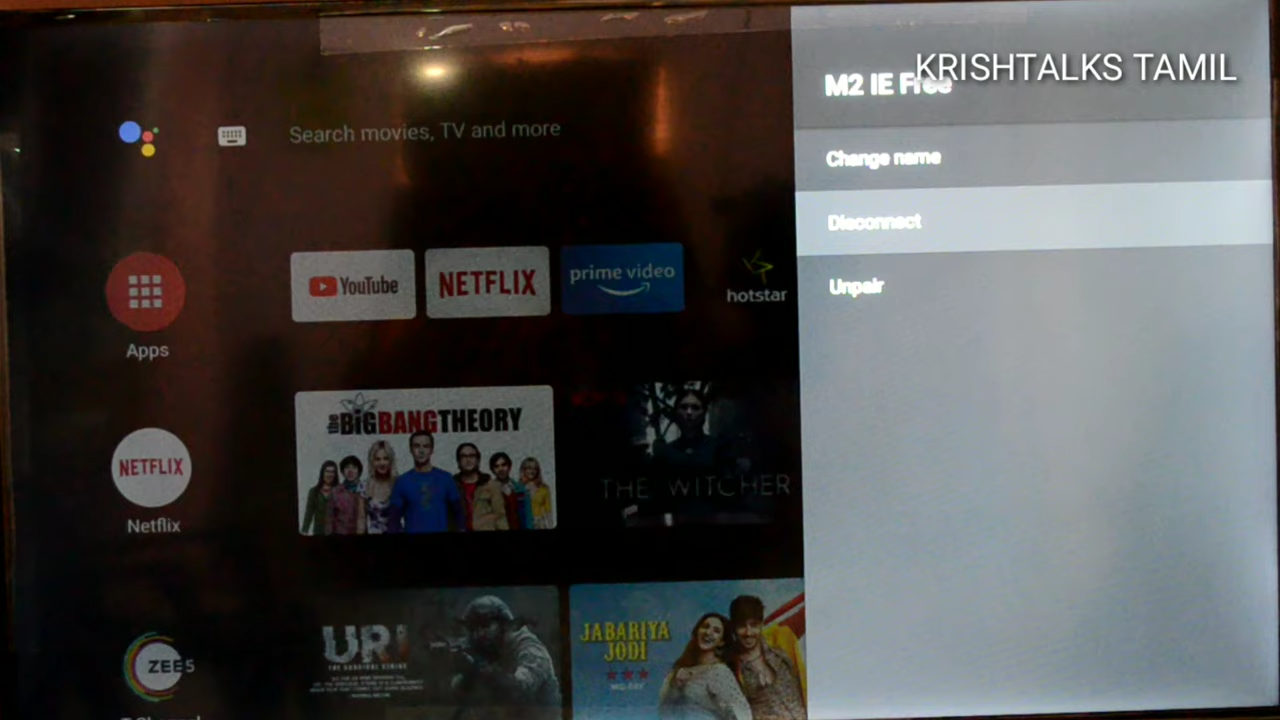 KRISHTALKS TAMIL
M2 IE Free
Search movies, TV and more
Change name
Disconnect
Unpair
YouTube
NETFLIX
prime video
hotstar
Apps
the BIG BANG THEORY
THE WITCHER
NETFLIX
Netflix
URI
THE SURGICAL STRIKE
JABARIYA
JODI
ZEE5